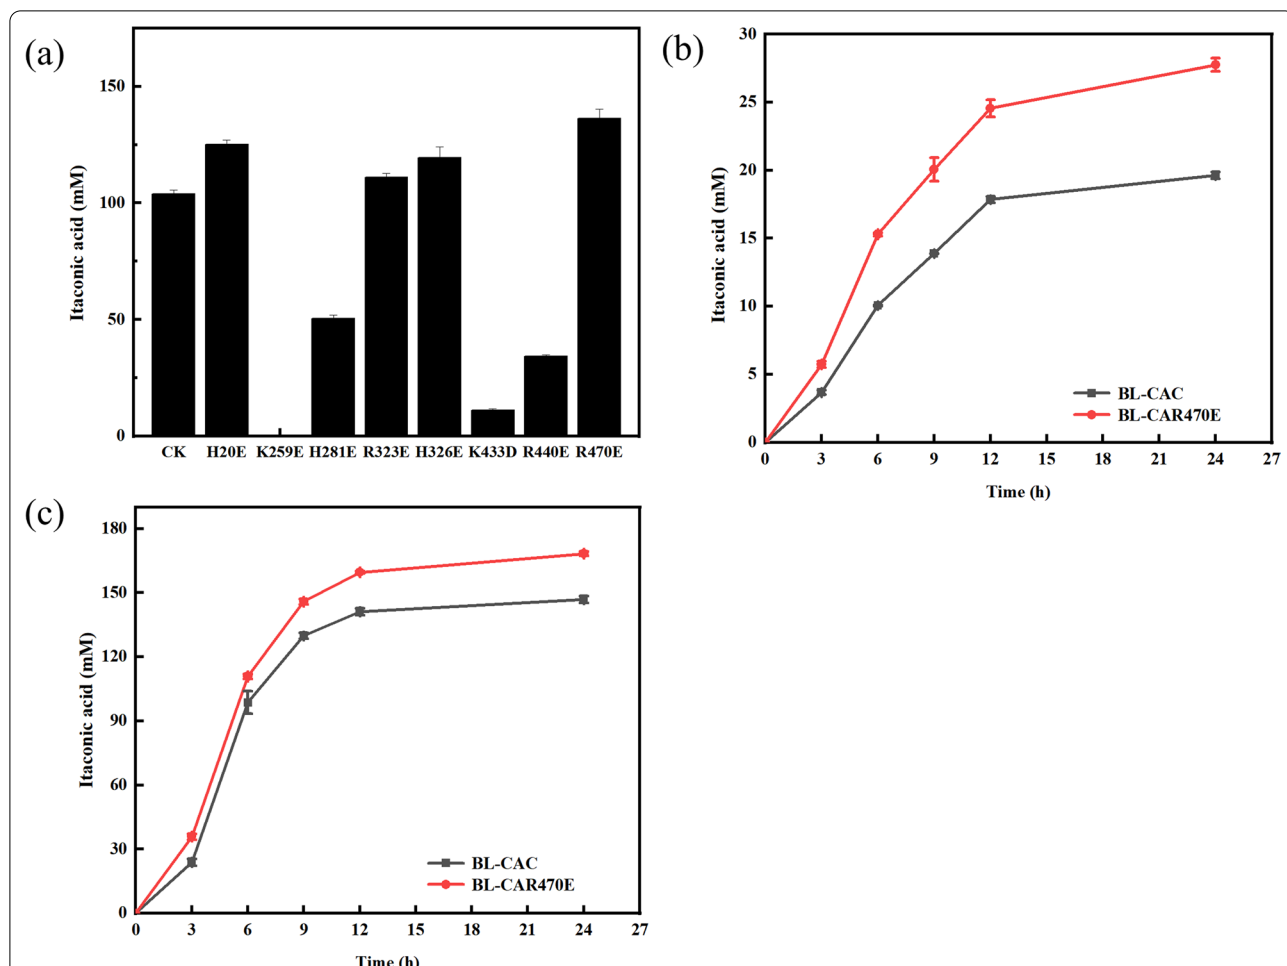 (a)
Itaconic acid (mM)
150
100
50
0
CK H20E K259E H281E R323E H326E K433D R440E R470E
(b)
Itaconic acid (mM)
30
25
20
15
10
5
0
BL-CAC
BL-CAR470E
0 3 6 9 12 15 18 21 24 27
Time (h)
(c)
Itaconic acid (mM)
180
150
120
90
60
30
0
BL-CAC
BL-CAR470E
0 3 6 9 12 15 18 21 24 27
Time (h)